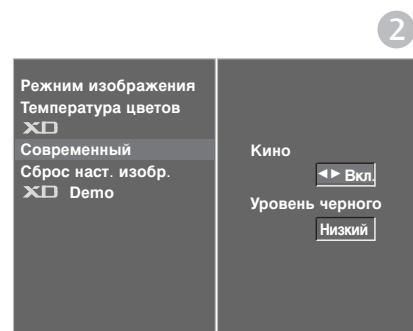 2
Режим изображения
Температура цветов
XD
Современный
Сброс наст. изобр.
XD Demo
Кино
◄► Вкл.
Уровень черного
Низкий